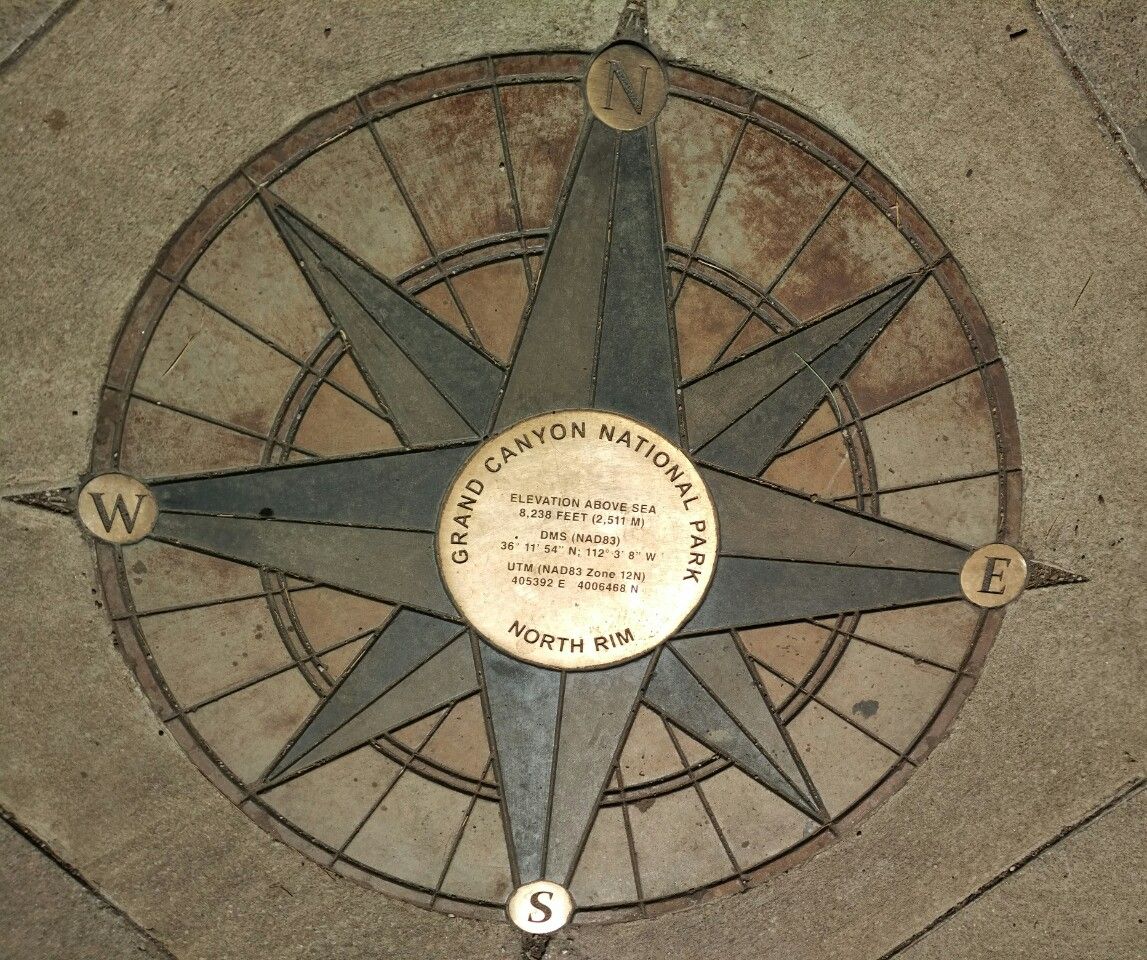 N
GRAND CANYON NATIONAL PARK
ELEVATION ABOVE SEA
8,238 FEET (2,511 M)
DMS (NAD83)
36° 11' 54" N; 112° 3' 8" W
UTM (NAD83 Zone 12N)
405392 E 4006468 N
NORTH RIM
W
E
S